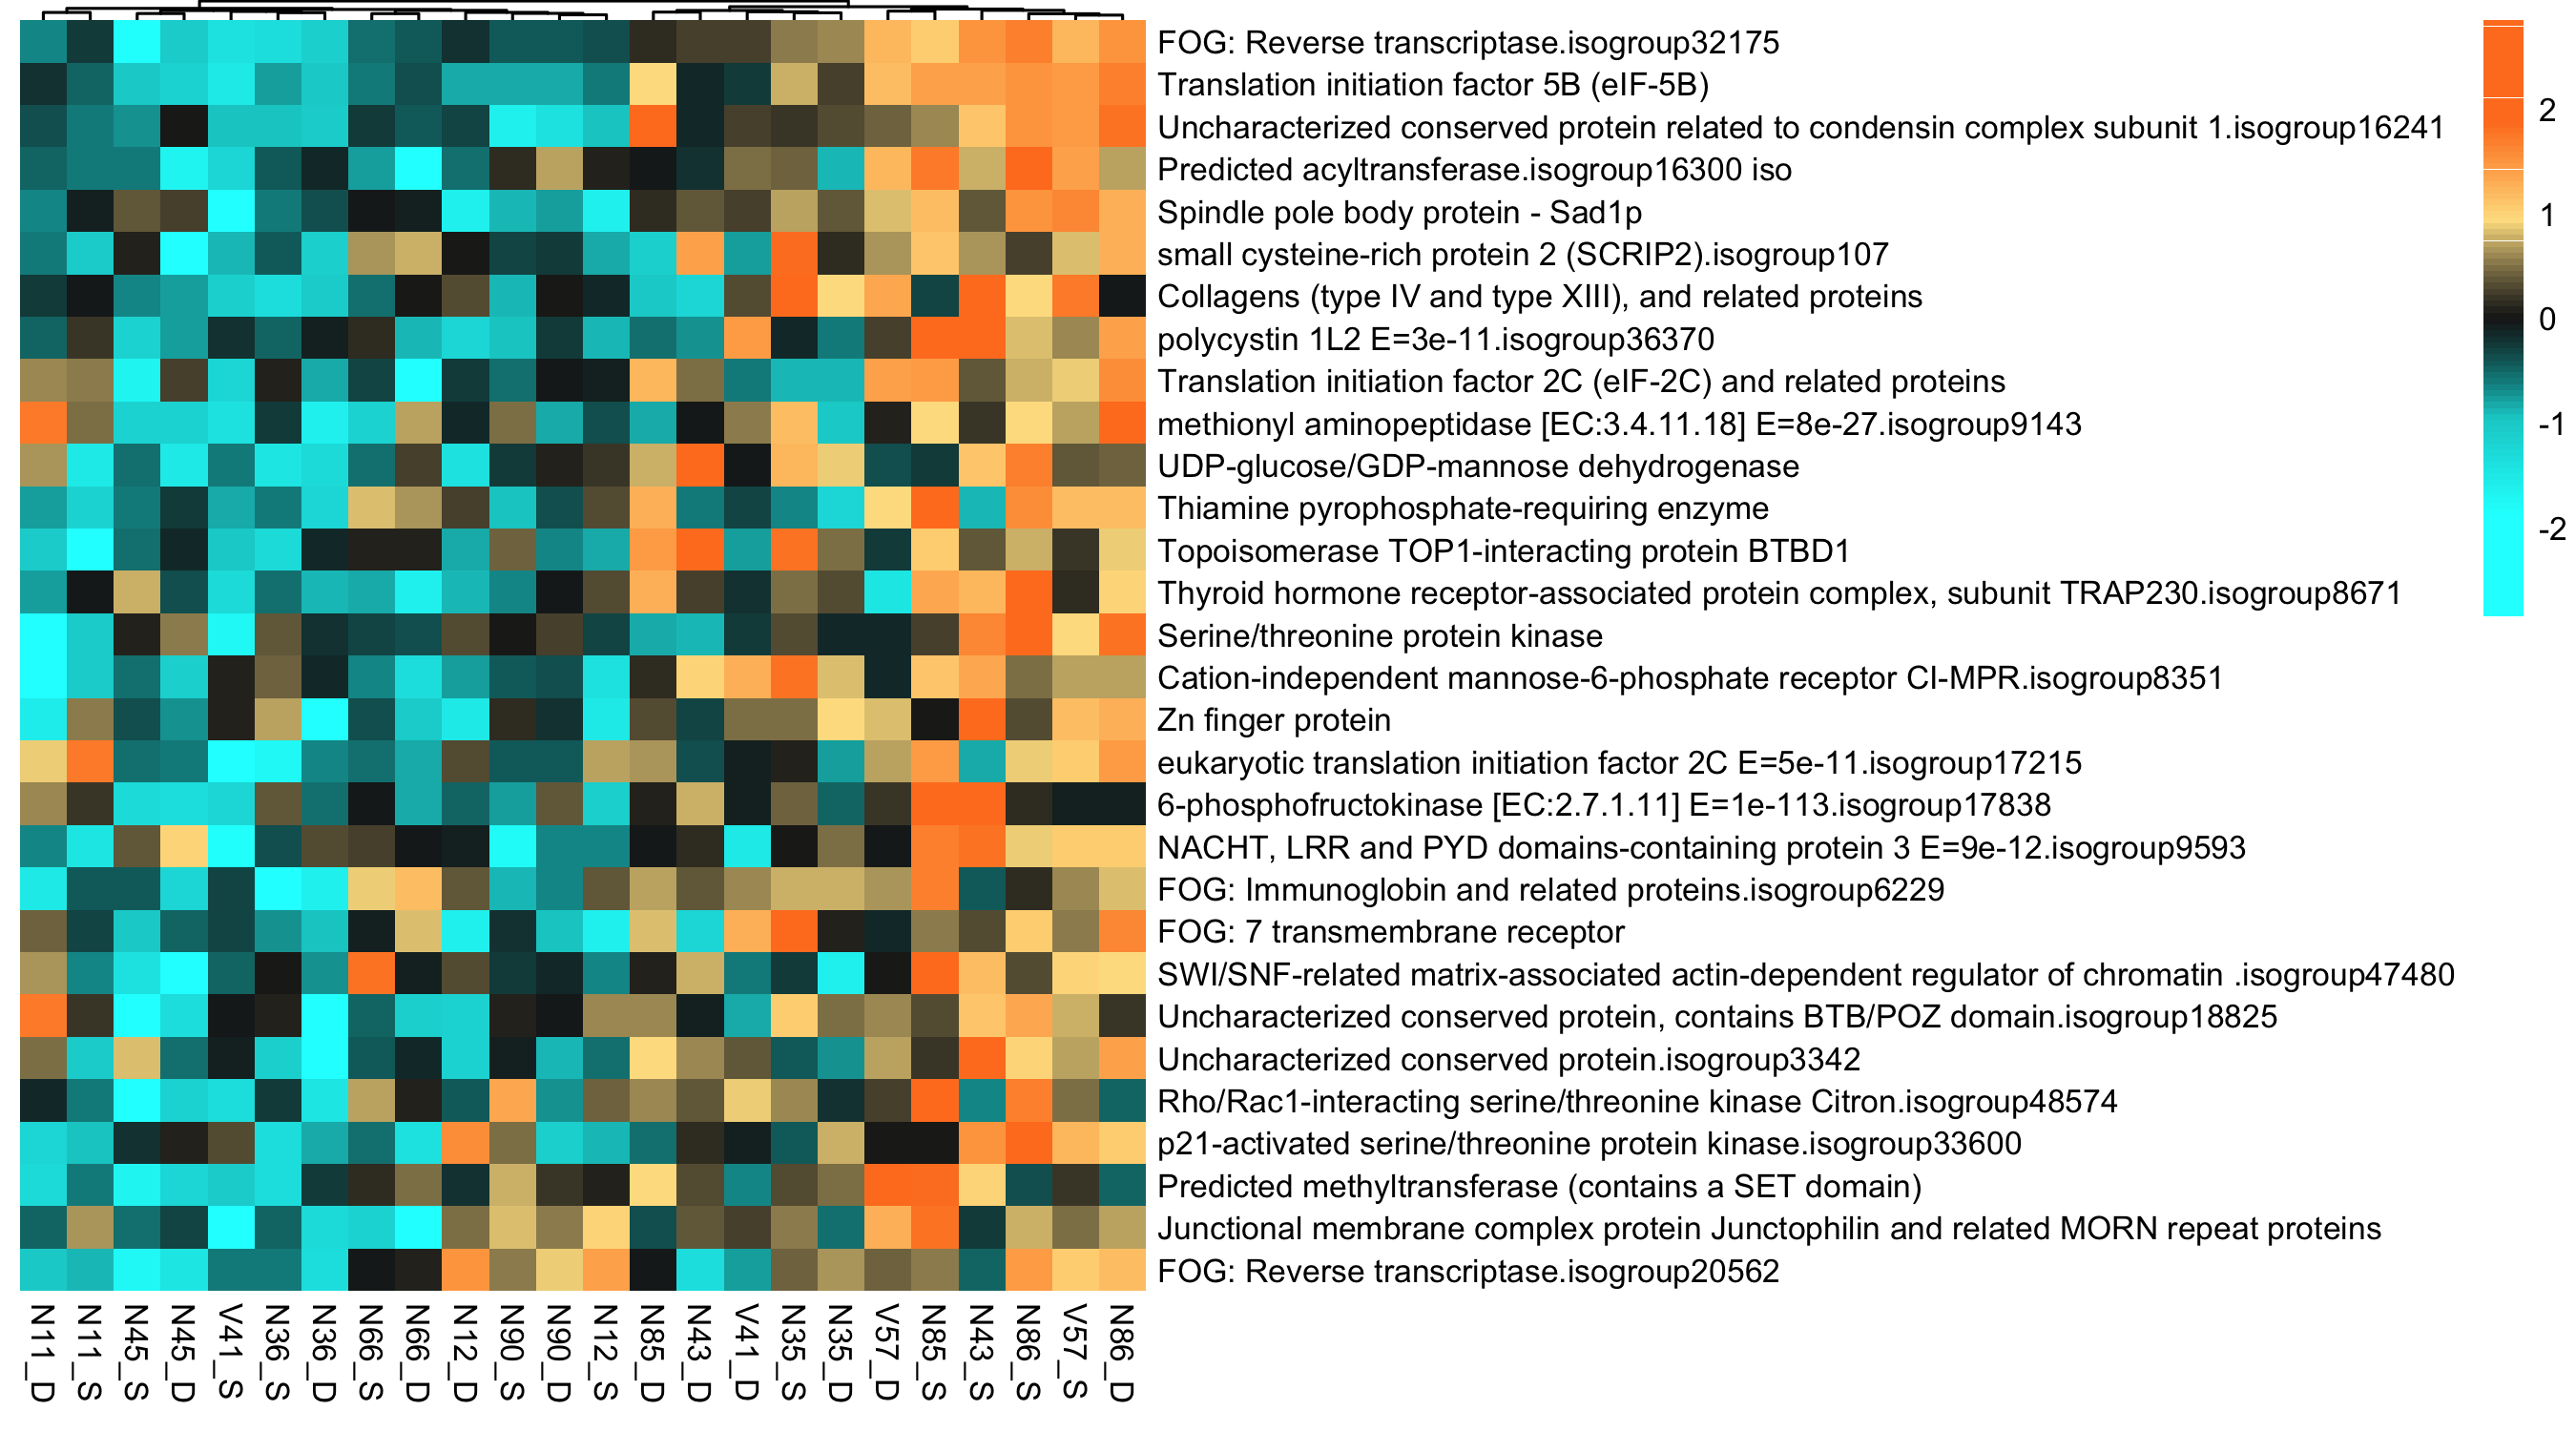 FOG: Reverse transcriptase.isogroup32175
Translation initiation factor 5B (eIF-5B)
Uncharacterized conserved protein related to condensin complex subunit 1.isogroup16241
Predicted acyltransferase.isogroup16300 iso
Spindle pole body protein - Sad1p
small cysteine-rich protein 2 (SCRIP2).isogroup107
Collagens (type IV and type XIII), and related proteins
polycystin 1L2 E=3e-11.isogroup36370
Translation initiation factor 2C (eIF-2C) and related proteins
methionyl aminopeptidase [EC:3.4.11.18] E=8e-27.isogroup9143
UDP-glucose/GDP-mannose dehydrogenase
Thiamine pyrophosphate-requiring enzyme
Topoisomerase TOP1-interacting protein BTBD1
Thyroid hormone receptor-associated protein complex, subunit TRAP230.isogroup8671
Serine/threonine protein kinase
Cation-independent mannose-6-phosphate receptor CI-MPR.isogroup8351
Zn finger protein
eukaryotic translation initiation factor 2C E=5e-11.isogroup17215
6-phosphofructokinase [EC:2.7.1.11] E=1e-113.isogroup17838
NACHT, LRR and PYD domains-containing protein 3 E=9e-12.isogroup9593
FOG: Immunoglobin and related proteins.isogroup6229
FOG: 7 transmembrane receptor
SWI/SNF-related matrix-associated actin-dependent regulator of chromatin .isogroup47480
Uncharacterized conserved protein, contains BTB/POZ domain.isogroup18825
Uncharacterized conserved protein.isogroup3342
Rho/Rac1-interacting serine/threonine kinase Citron.isogroup48574
p21-activated serine/threonine protein kinase.isogroup33600
Predicted methyltransferase (contains a SET domain)
Junctional membrane complex protein Junctophilin and related MORN repeat proteins
FOG: Reverse transcriptase.isogroup20562
N11_D
N11_S
N45_S
N45_D
V41_S
N36_S
N36_D
N66_S
N66_D
N12_D
N90_S
N90_D
N12_S
N85_D
N43_D
V41_D
N35_S
N35_D
V57_D
N85_S
N43_S
N86_S
V57_S
N86_D
2
1
0
-1
-2